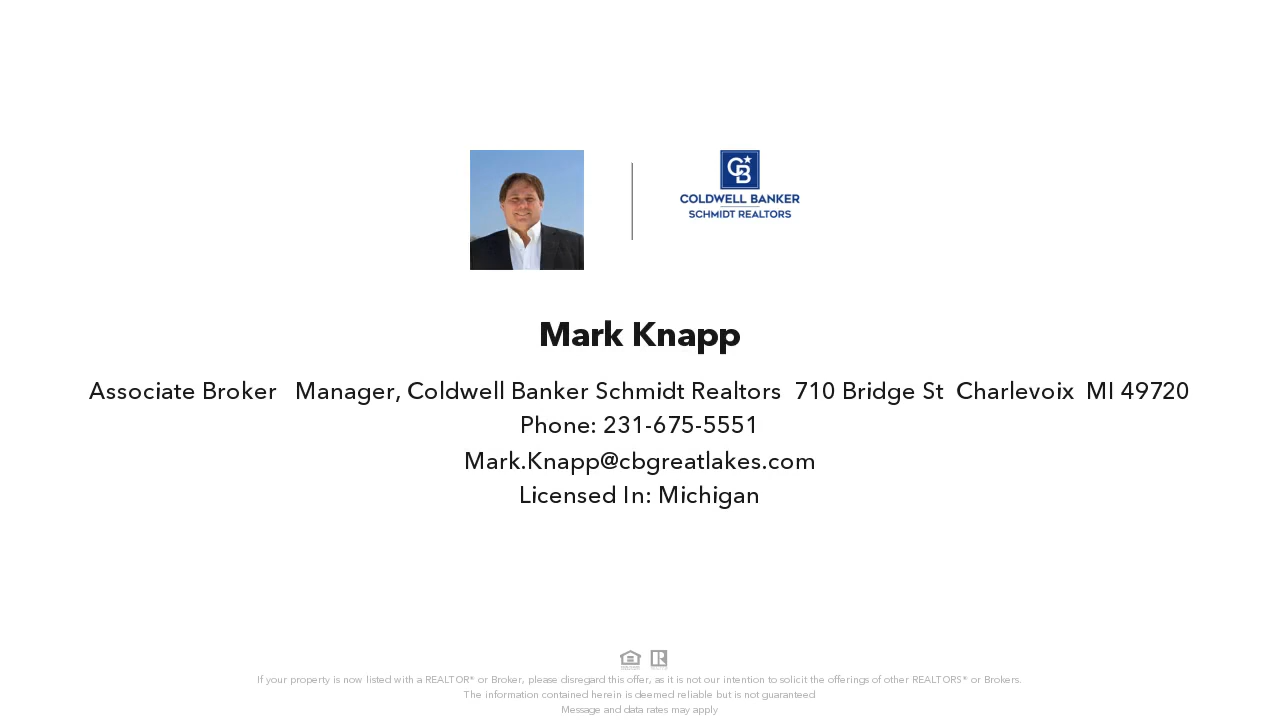 CB
COLDWELL BANKER
SCHMIDT REALTORS
Mark Knapp
Associate Broker   Manager, Coldwell Banker Schmidt Realtors  710 Bridge St  Charlevoix  MI 49720
Phone: 231-675-5551
Mark.Knapp@cbgreatlakes.com
Licensed In: Michigan
If your property is now listed with a REALTOR® or Broker, please disregard this offer, as it is not our intention to solicit the offerings of other REALTORS® or Brokers.
The information contained herein is deemed reliable but is not guaranteed
Message and data rates may apply